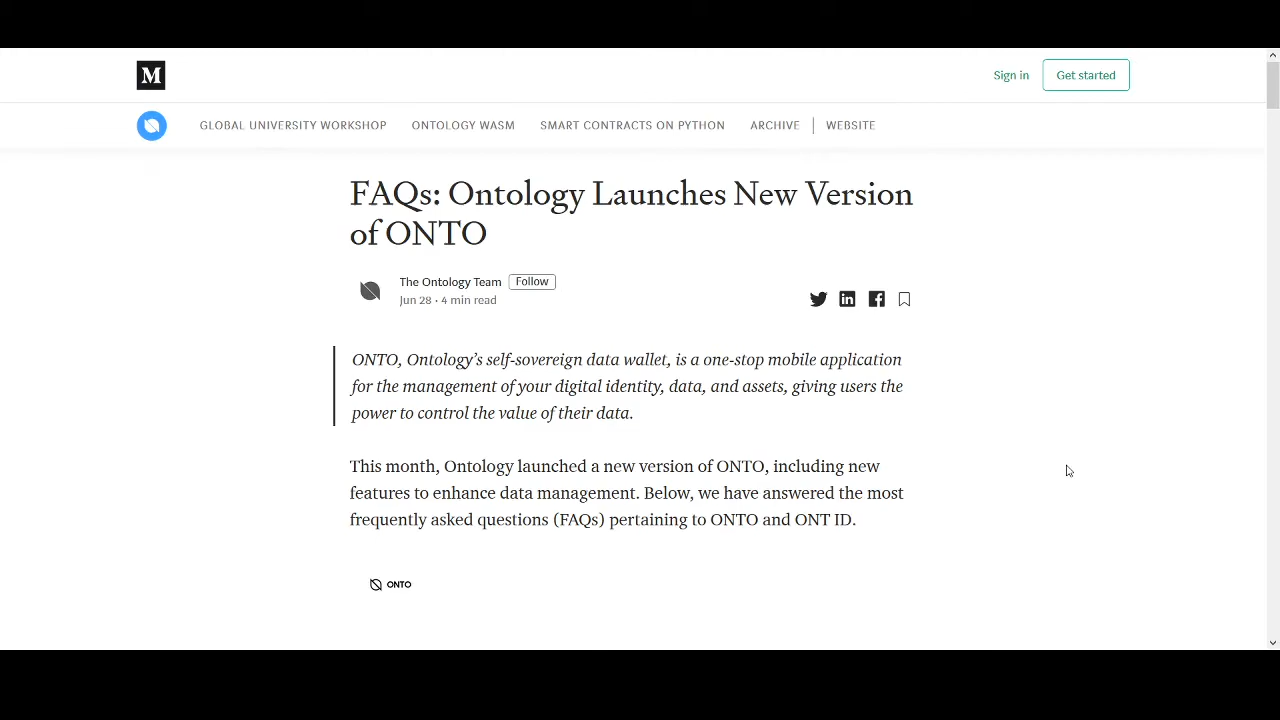 M
Sign in
Get started
GLOBAL UNIVERSITY WORKSHOP ONTOLOGY WASM SMART CONTRACTS ON PYTHON ARCHIVE WEBSITE
FAQs: Ontology Launches New Version
of ONTO
The Ontology Team Follow
Jun 28 · 4 min read
ONTO, Ontology’s self-sovereign data wallet, is a one-stop mobile application
for the management of your digital identity, data, and assets, giving users the
power to control the value of their data.
This month, Ontology launched a new version of ONTO, including new
features to enhance data management. Below, we have answered the most
frequently asked questions (FAQs) pertaining to ONTO and ONT ID.
ONTO